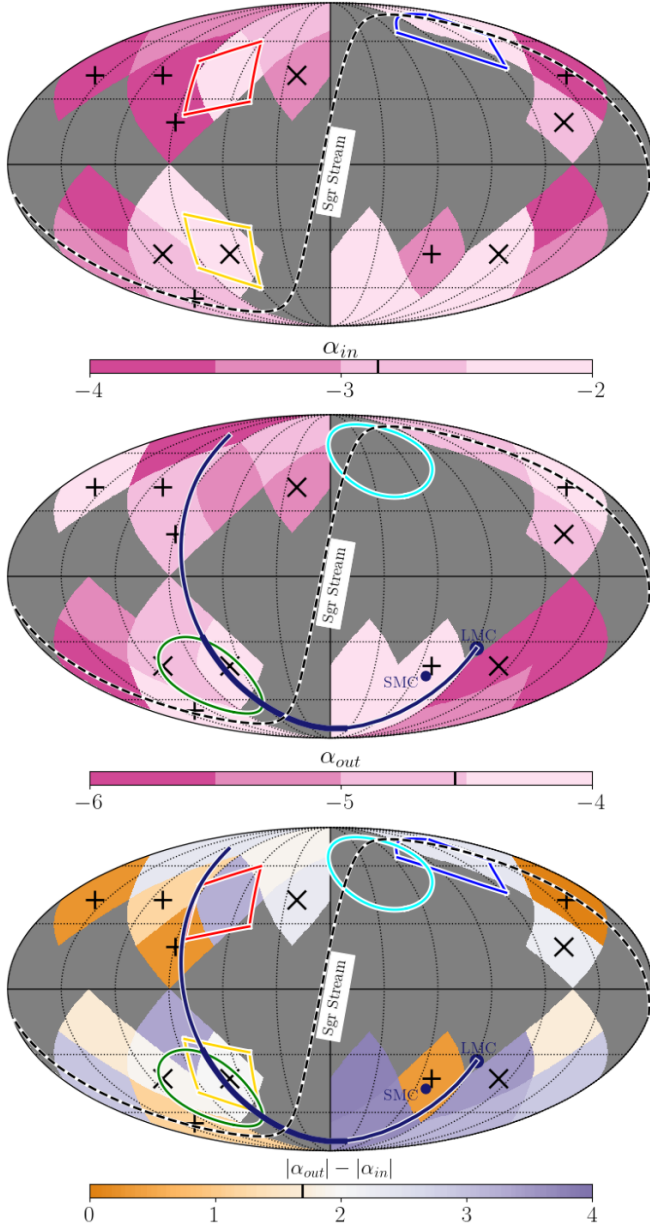 Sgr Stream
α_in
−4 −3 −2
Sgr Stream
LMC
SMC
α_out
−6 −5 −4
Sgr Stream
LMC
SMC
|α_out| − |α_in|
0 1 2 3 4